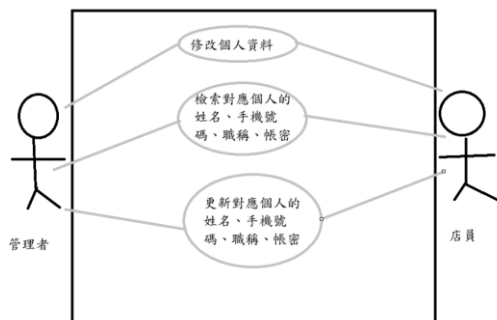 修改個人資料
檢索對應個人的
姓名、手機號
碼、職稱、帳密
更新對應個人的
姓名、手機號
碼、職稱、帳密
管理者
店員